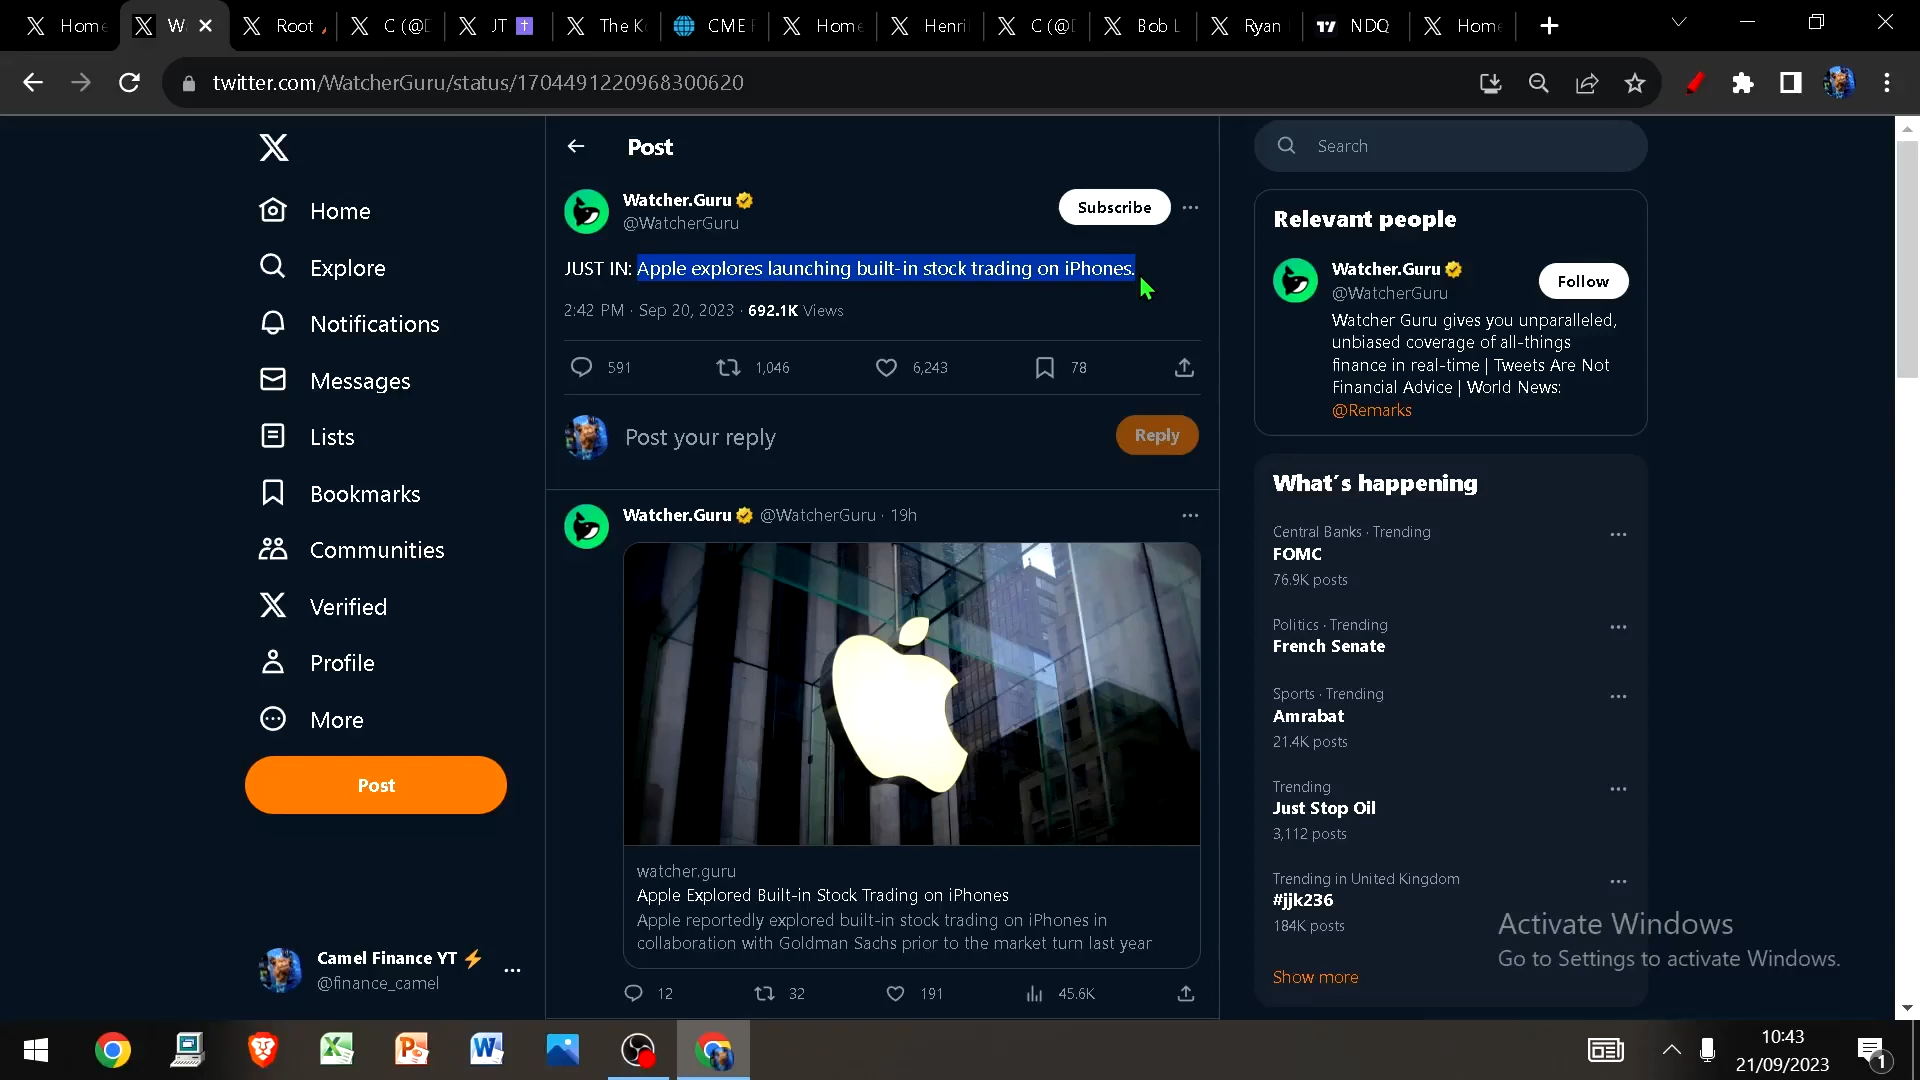 Home
W
Root
C (@D
JT
The K
CME F
Home
Henri
C (@D
Bob L
Ryan
NDQ
Home
twitter.com/WatcherGuru/status/1704491220968300620
Home
Explore
Notifications
Messages
Lists
Bookmarks
Communities
Verified
Profile
More
Post
Camel Finance YT
@finance_camel
Post
Watcher.Guru
@WatcherGuru
Subscribe
JUST IN: Apple explores launching built-in stock trading on iPhones.
2:42 PM · Sep 20, 2023 · 692.1K Views
591 1,046 6,243 78
Post your reply
Reply
Watcher.Guru @WatcherGuru · 19h
watcher.guru
Apple Explored Built-in Stock Trading on iPhones
Apple reportedly explored built-in stock trading on iPhones in
collaboration with Goldman Sachs prior to the market turn last year
12 32 191 45.6K
Search
Relevant people
Watcher.Guru
@WatcherGuru
Follow
Watcher Guru gives you unparalleled,
unbiased coverage of all-things
finance in real-time | Tweets Are Not
Financial Advice | World News:
@Remarks
What's happening
Central Banks · Trending
FOMC
76.9K posts
Politics · Trending
French Senate
Sports · Trending
Amrabat
21.4K posts
Trending
Just Stop Oil
3,112 posts
Trending in United Kingdom
#jjk236
184K posts
Show more
Activate Windows
Go to Settings to activate Windows.
10:43
21/09/2023
1